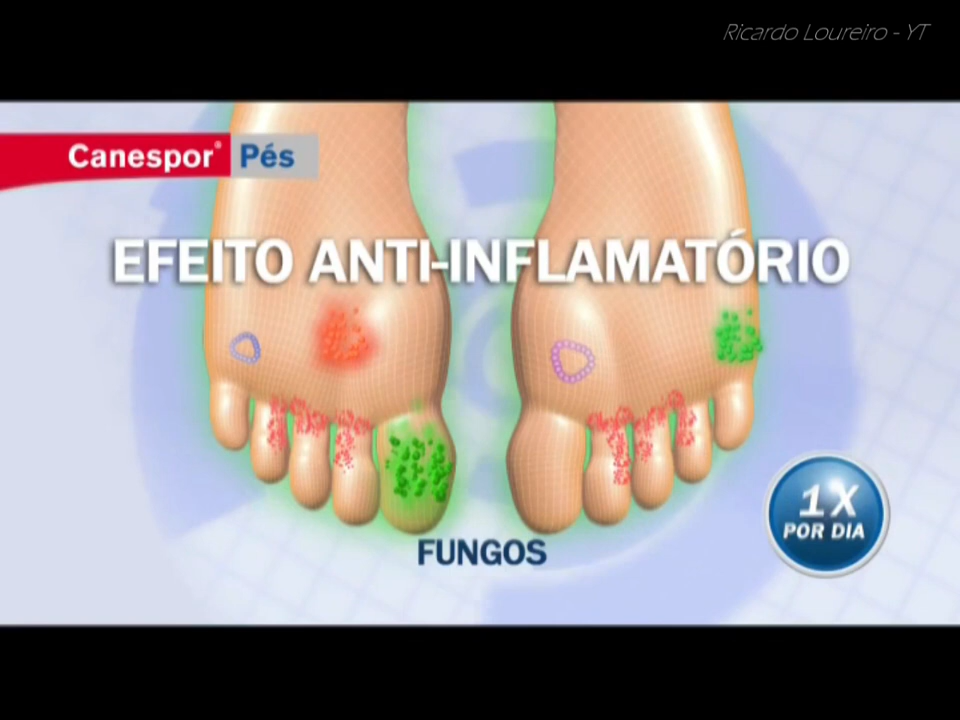 Ricardo Loureiro - YT
Canespor® Pés
EFEITO ANTI-INFLAMATÓRIO
1X
POR DIA
FUNGOS